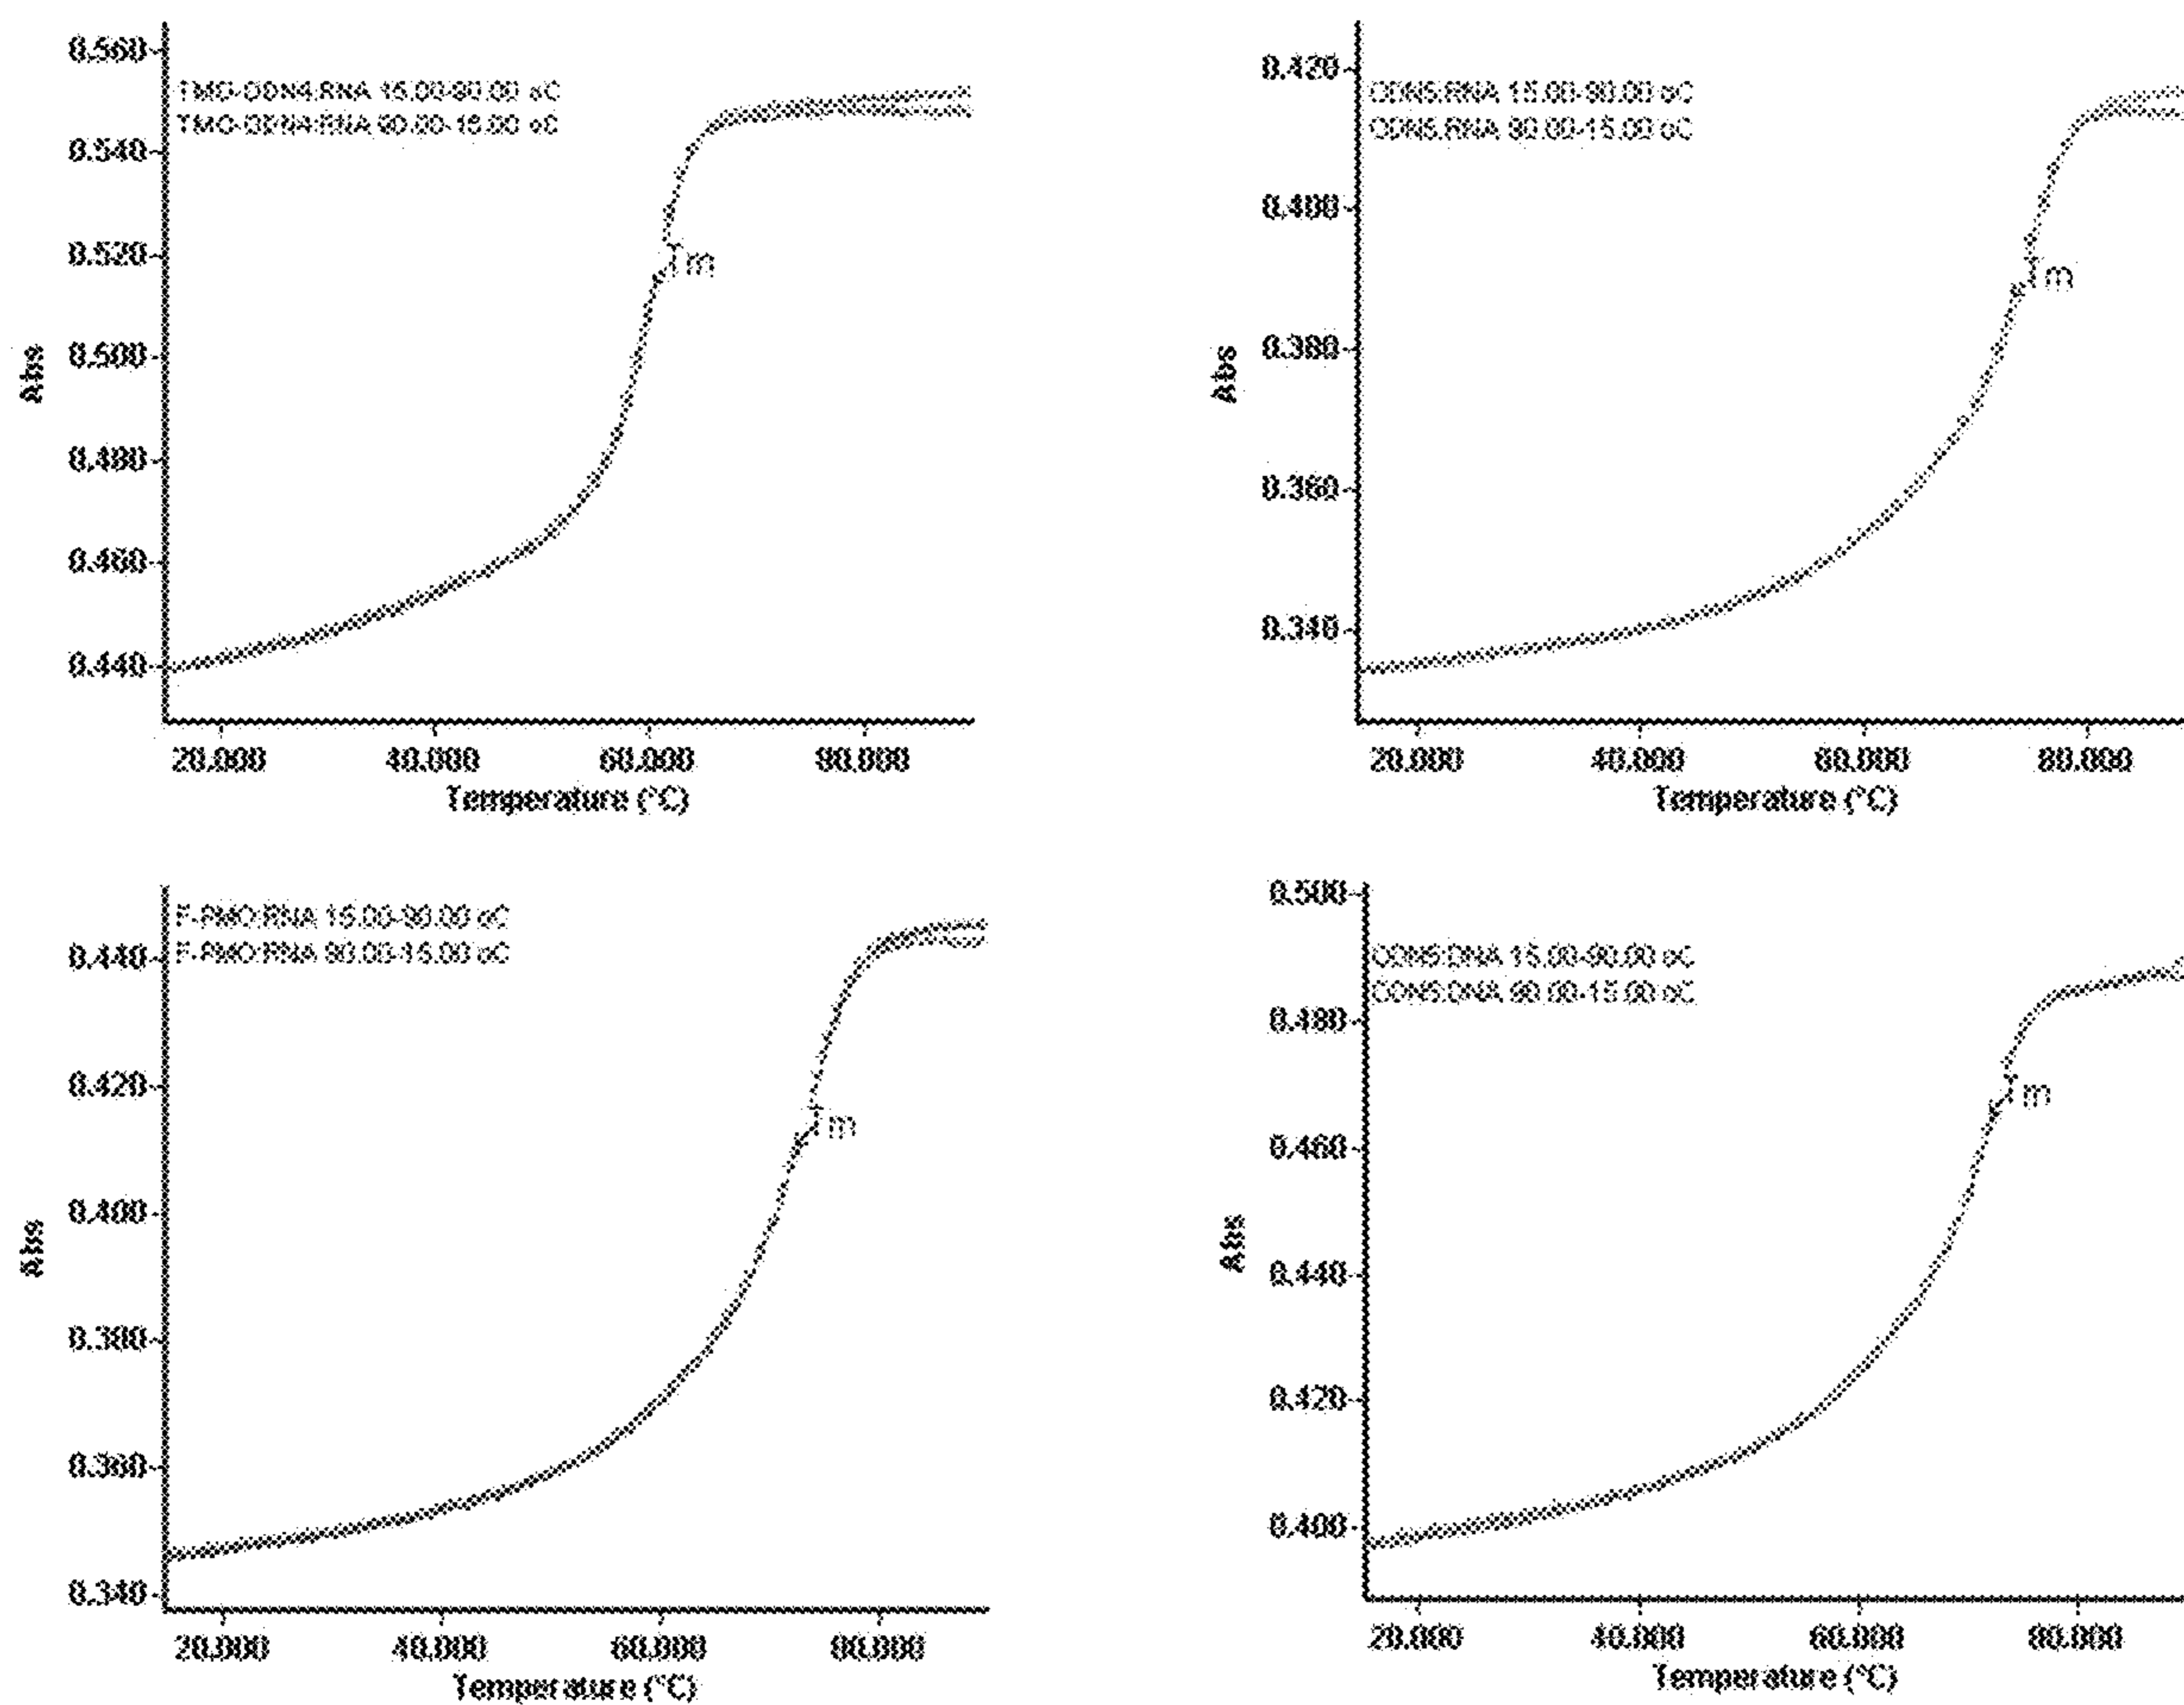 0.560
TMO-ODN4:RNA 15.00-90.00 oC
TMO-ODN4:RNA 90.00-15.00 oC
0.540
0.520
Tm
0.500
0.480
0.460
0.440
Abs
20.000 40.000 60.000 80.000
Temperature (°C)
0.420
ODN5:RNA 15.00-90.00 oC
ODN5:RNA 90.00-15.00 oC
0.400
Tm
0.380
0.360
0.340
Abs
20.000 40.000 60.000 80.000
Temperature (°C)
F-PMO:RNA 15.00-90.00 oC
F-PMO:RNA 90.00-15.00 oC
0.440
0.420
Tm
0.400
0.380
0.360
0.340
Abs
20.000 40.000 60.000 80.000
Temperature (°C)
0.500
ODN5:DNA 15.00-90.00 oC
ODN5:DNA 90.00-15.00 oC
0.480
Tm
0.460
0.440
0.420
0.400
Abs
20.000 40.000 60.000 80.000
Temperature (°C)